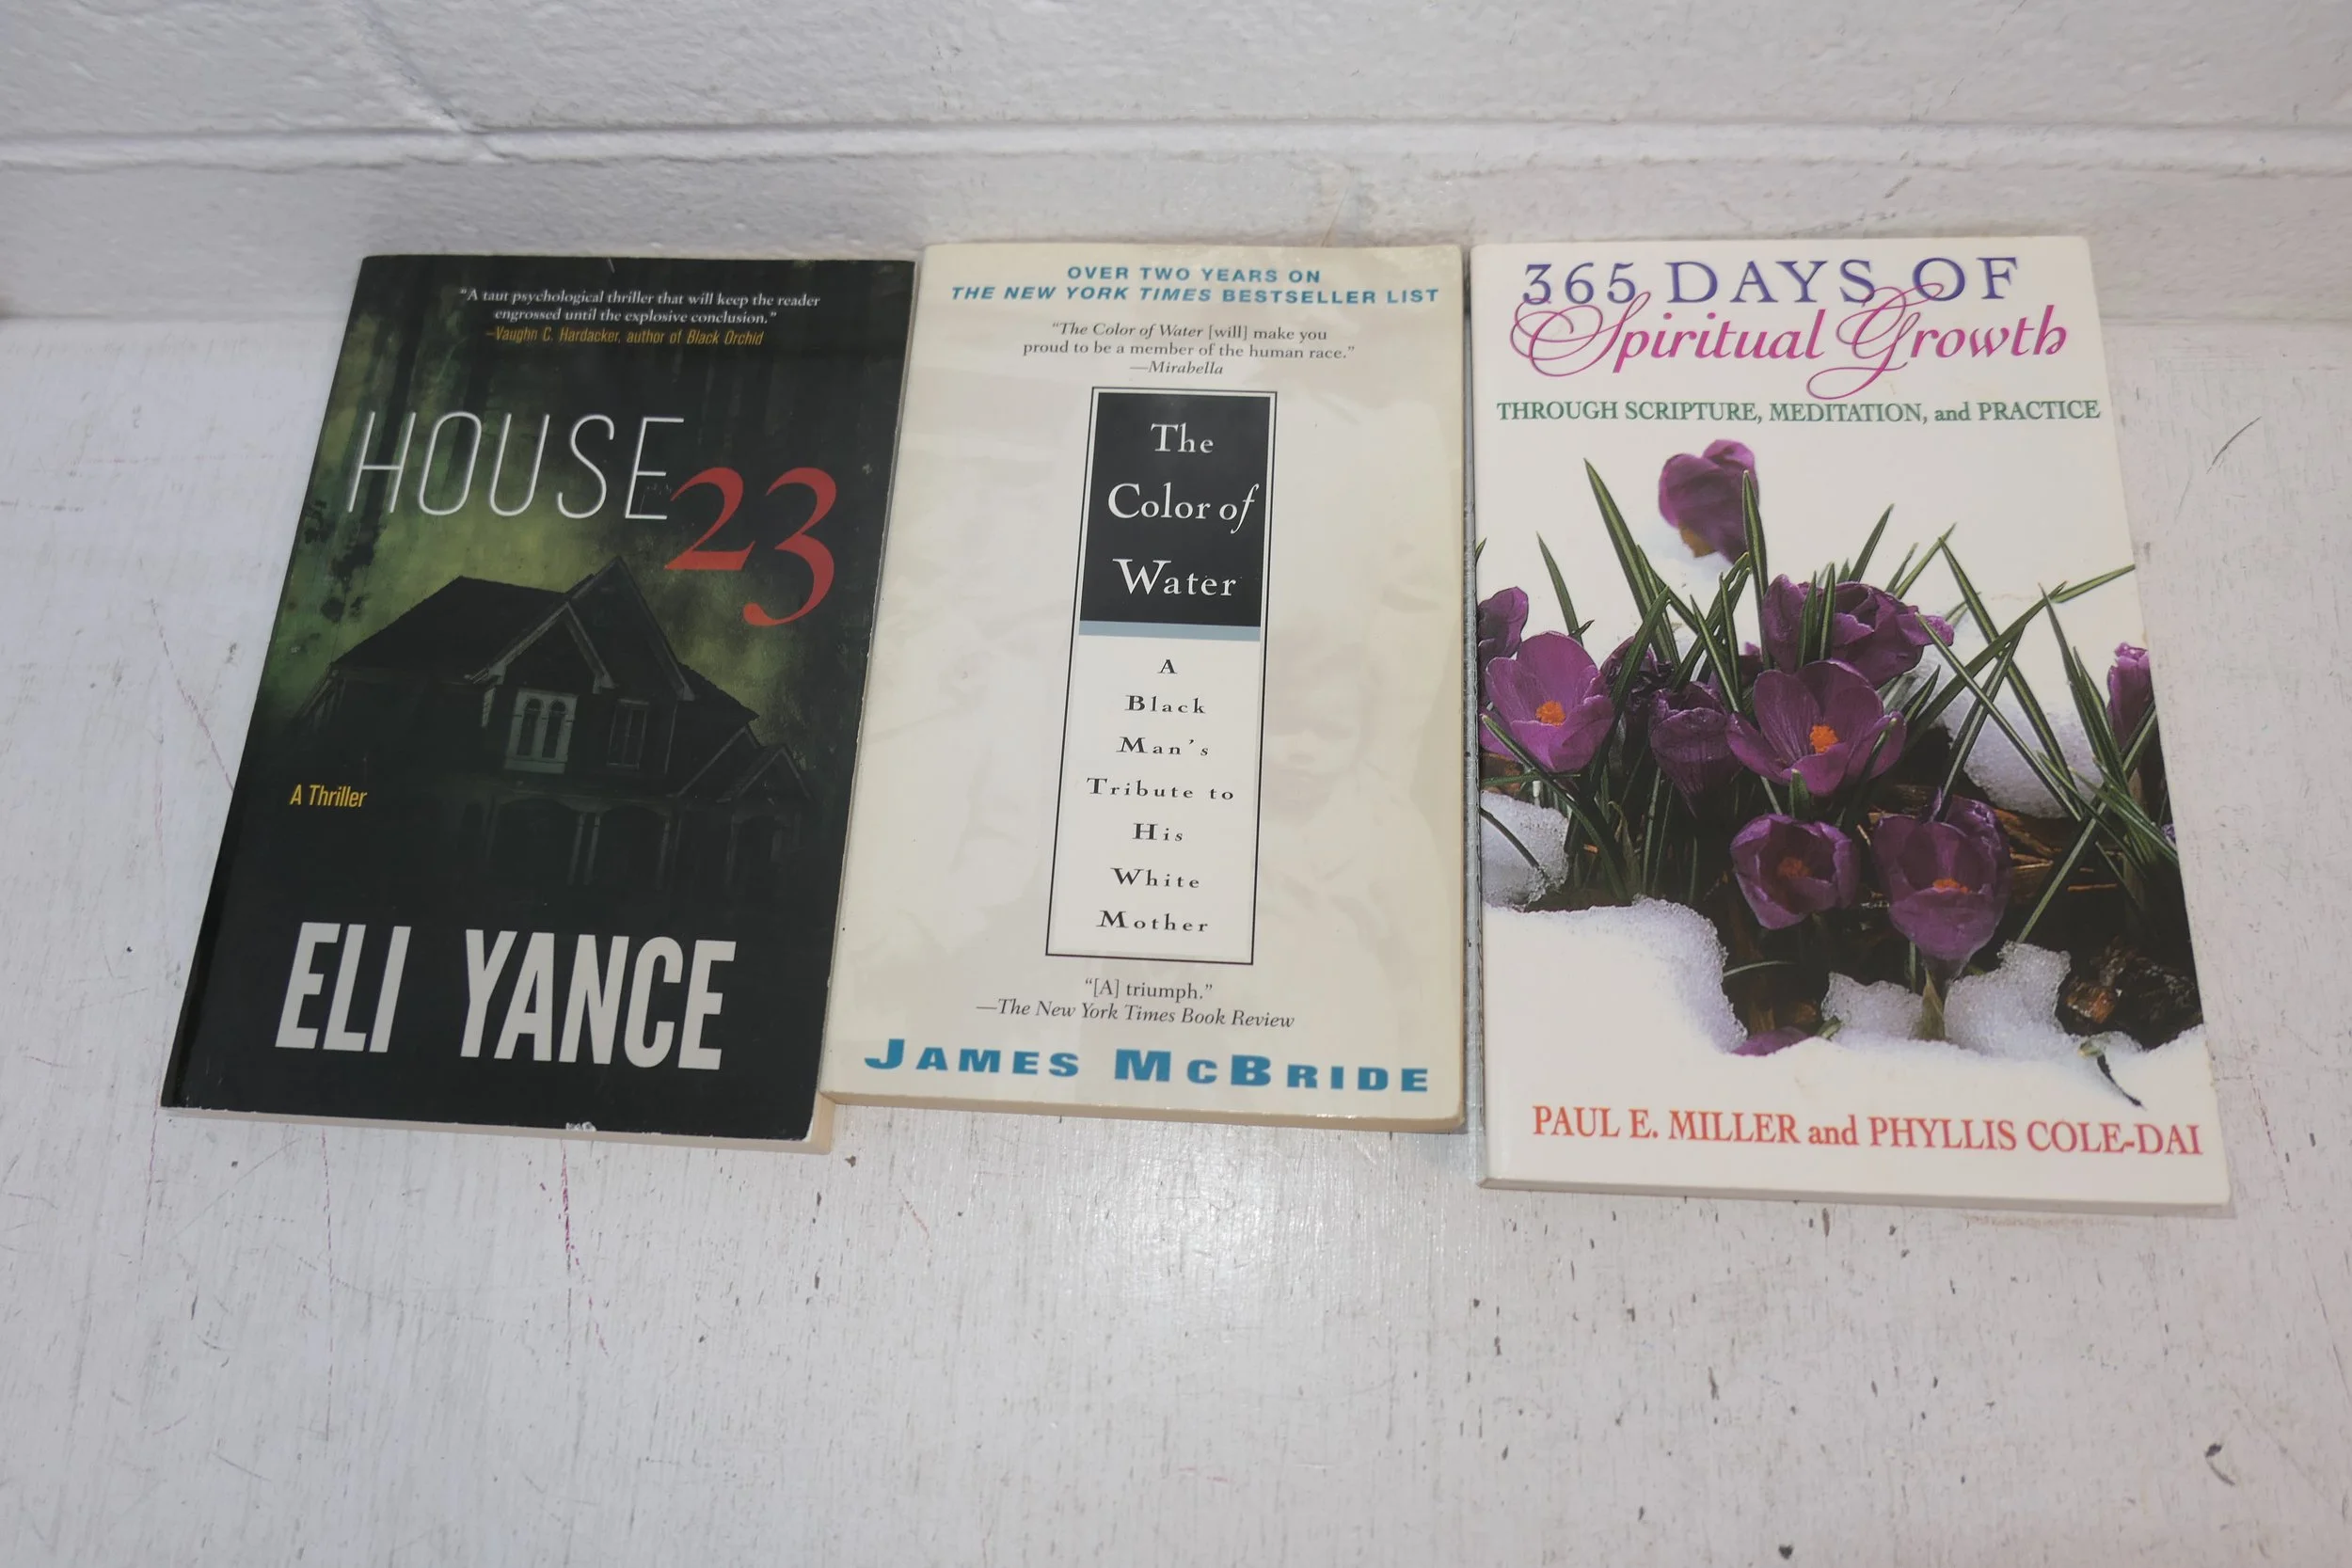 "A taut psychological thriller that will keep the reader
engrossed until the explosive conclusion."
—Vaughn C. Hardacker, author of Black Orchid
HOUSE
23
A Thriller
ELI YANCE
OVER TWO YEARS ON
THE NEW YORK TIMES BESTSELLER LIST
"The Color of Water [will] make you
proud to be a member of the human race."
—Mirabella
The
Color of
Water
A
Black
Man's
Tribute to
His
White
Mother
"[A] triumph."
—The New York Times Book Review
JAMES MCBRIDE
365 DAYS OF
Spiritual Growth
THROUGH SCRIPTURE, MEDITATION, and PRACTICE
PAUL E. MILLER and PHYLLIS COLE-DAI